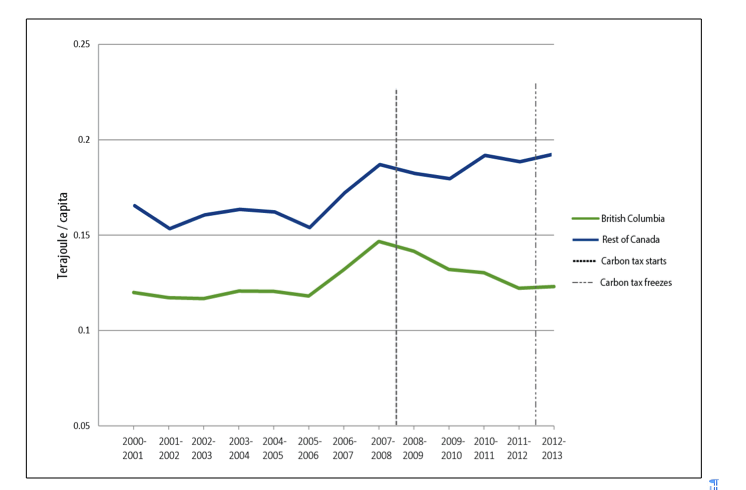 0.25
0.2
0.15
0.1
0.05
Terajoule / capita
2000- 2001- 2002- 2003- 2004- 2005- 2006- 2007- 2008- 2009- 2010- 2011- 2012-
2001 2002 2003 2004 2005 2006 2007 2008 2009 2010 2011 2012 2013
British Columbia
Rest of Canada
Carbon tax starts
Carbon tax freezes